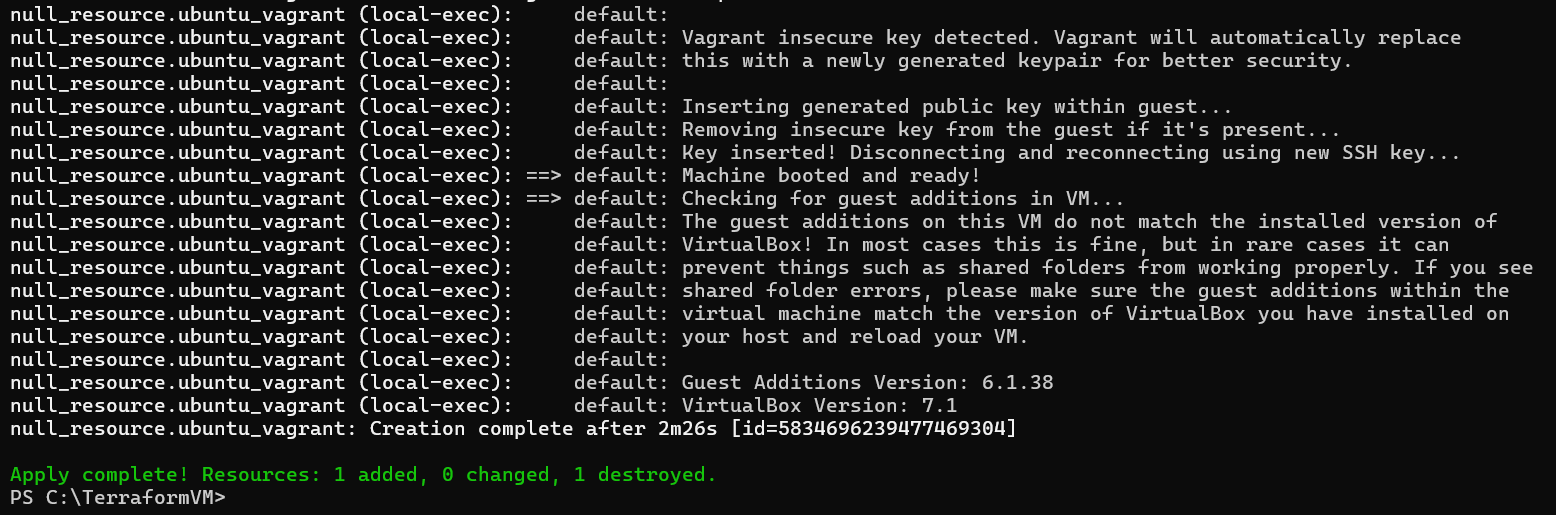 null_resource.ubuntu_vagrant (local-exec):     default:
null_resource.ubuntu_vagrant (local-exec):     default: Vagrant insecure key detected. Vagrant will automatically replace
null_resource.ubuntu_vagrant (local-exec):     default: this with a newly generated keypair for better security.
null_resource.ubuntu_vagrant (local-exec):     default:
null_resource.ubuntu_vagrant (local-exec):     default: Inserting generated public key within guest...
null_resource.ubuntu_vagrant (local-exec):     default: Removing insecure key from the guest if it's present...
null_resource.ubuntu_vagrant (local-exec):     default: Key inserted! Disconnecting and reconnecting using new SSH key...
null_resource.ubuntu_vagrant (local-exec): ==> default: Machine booted and ready!
null_resource.ubuntu_vagrant (local-exec): ==> default: Checking for guest additions in VM...
null_resource.ubuntu_vagrant (local-exec):     default: The guest additions on this VM do not match the installed version of
null_resource.ubuntu_vagrant (local-exec):     default: VirtualBox! In most cases this is fine, but in rare cases it can
null_resource.ubuntu_vagrant (local-exec):     default: prevent things such as shared folders from working properly. If you see
null_resource.ubuntu_vagrant (local-exec):     default: shared folder errors, please make sure the guest additions within the
null_resource.ubuntu_vagrant (local-exec):     default: virtual machine match the version of VirtualBox you have installed on
null_resource.ubuntu_vagrant (local-exec):     default: your host and reload your VM.
null_resource.ubuntu_vagrant (local-exec):     default:
null_resource.ubuntu_vagrant (local-exec):     default: Guest Additions Version: 6.1.38
null_resource.ubuntu_vagrant (local-exec):     default: VirtualBox Version: 7.1
null_resource.ubuntu_vagrant: Creation complete after 2m26s [id=5834696239477469304]
Apply complete! Resources: 1 added, 0 changed, 1 destroyed.
PS C:\TerraformVM>